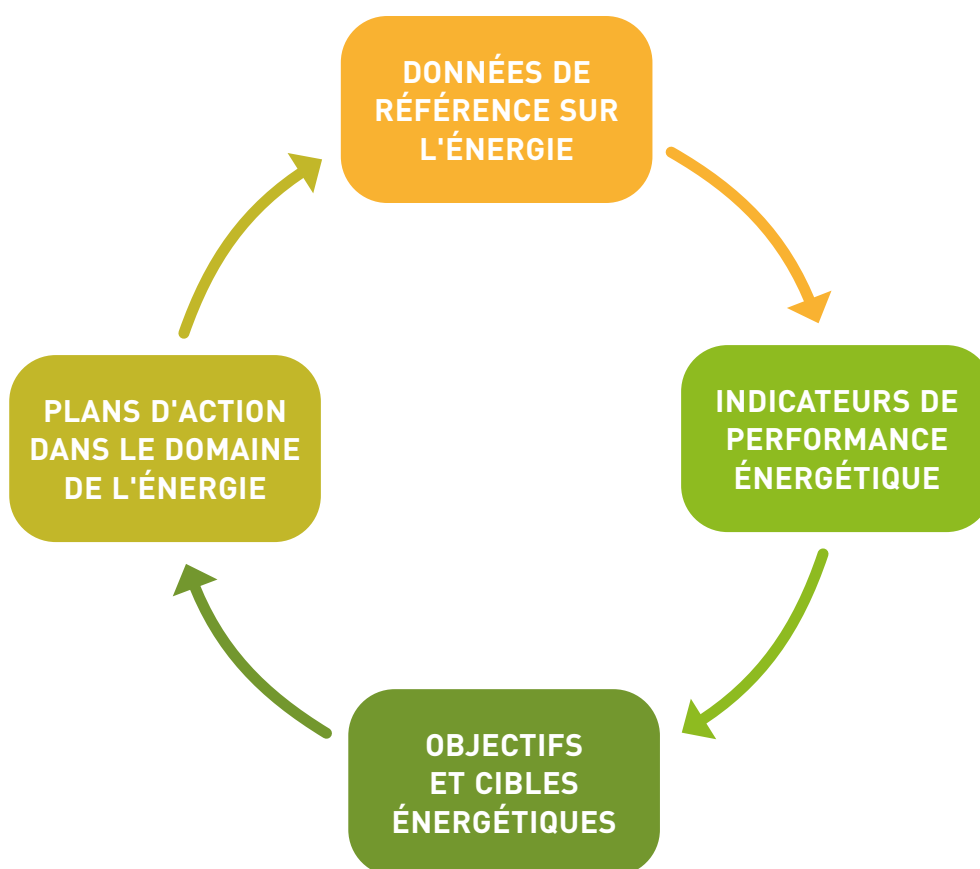 DONNÉES DE
RÉFÉRENCE SUR
L'ÉNERGIE
INDICATEURS DE
PERFORMANCE
ÉNERGÉTIQUE
OBJECTIFS
ET CIBLES
ÉNERGÉTIQUES
PLANS D'ACTION
DANS LE DOMAINE
DE L'ÉNERGIE